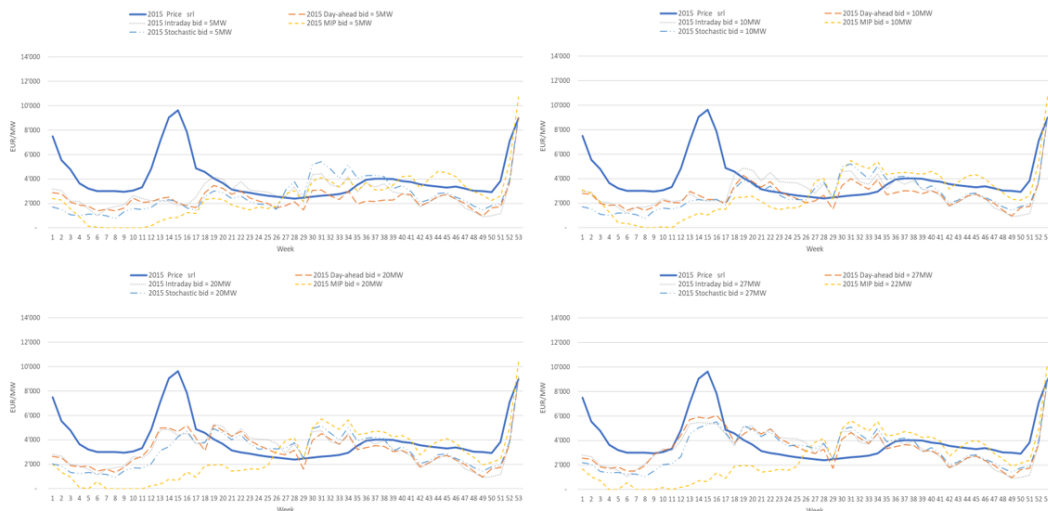 2015 Price srl
2015 Day-ahead bid = 5MW
2015 Intraday bid = 5MW
2015 MIP bid = 5MW
2015 Stochastic bid = 5MW
14'000
12'000
10'000
8'000
6'000
4'000
2'000
-
EUR/MW
1 2 3 4 5 6 7 8 9 10 11 12 13 14 15 16 17 18 19 20 21 22 23 24 25 26 27 28 29 30 31 32 33 34 35 36 37 38 39 40 41 42 43 44 45 46 47 48 49 50 51 52 53
Week
2015 Price srl
2015 Day-ahead bid = 10MW
2015 Intraday bid = 10MW
2015 MIP bid = 10MW
2015 Stochastic bid = 10MW
14'000
12'000
10'000
8'000
6'000
4'000
2'000
-
EUR/MW
1 2 3 4 5 6 7 8 9 10 11 12 13 14 15 16 17 18 19 20 21 22 23 24 25 26 27 28 29 30 31 32 33 34 35 36 37 38 39 40 41 42 43 44 45 46 47 48 49 50 51 52 5
Week
2015 Price srl
2015 Day-ahead bid = 20MW
2015 Intraday bid = 20MW
2015 MIP bid = 20MW
2015 Stochastic bid = 20MW
14'000
12'000
10'000
8'000
6'000
4'000
2'000
-
EUR/MW
1 2 3 4 5 6 7 8 9 10 11 12 13 14 15 16 17 18 19 20 21 22 23 24 25 26 27 28 29 30 31 32 33 34 35 36 37 38 39 40 41 42 43 44 45 46 47 48 49 50 51 52 53
Week
2015 Price srl
2015 Day-ahead bid = 27MW
2015 Intraday bid = 27MW
2015 MIP bid = 22MW
2015 Stochastic bid = 27MW
14'000
12'000
10'000
8'000
6'000
4'000
2'000
-
EUR/MW
1 2 3 4 5 6 7 8 9 10 11 12 13 14 15 16 17 18 19 20 21 22 23 24 25 26 27 28 29 30 31 32 33 34 35 36 37 38 39 40 41 42 43 44 45 46 47 48 49 50 51 52 5
Week